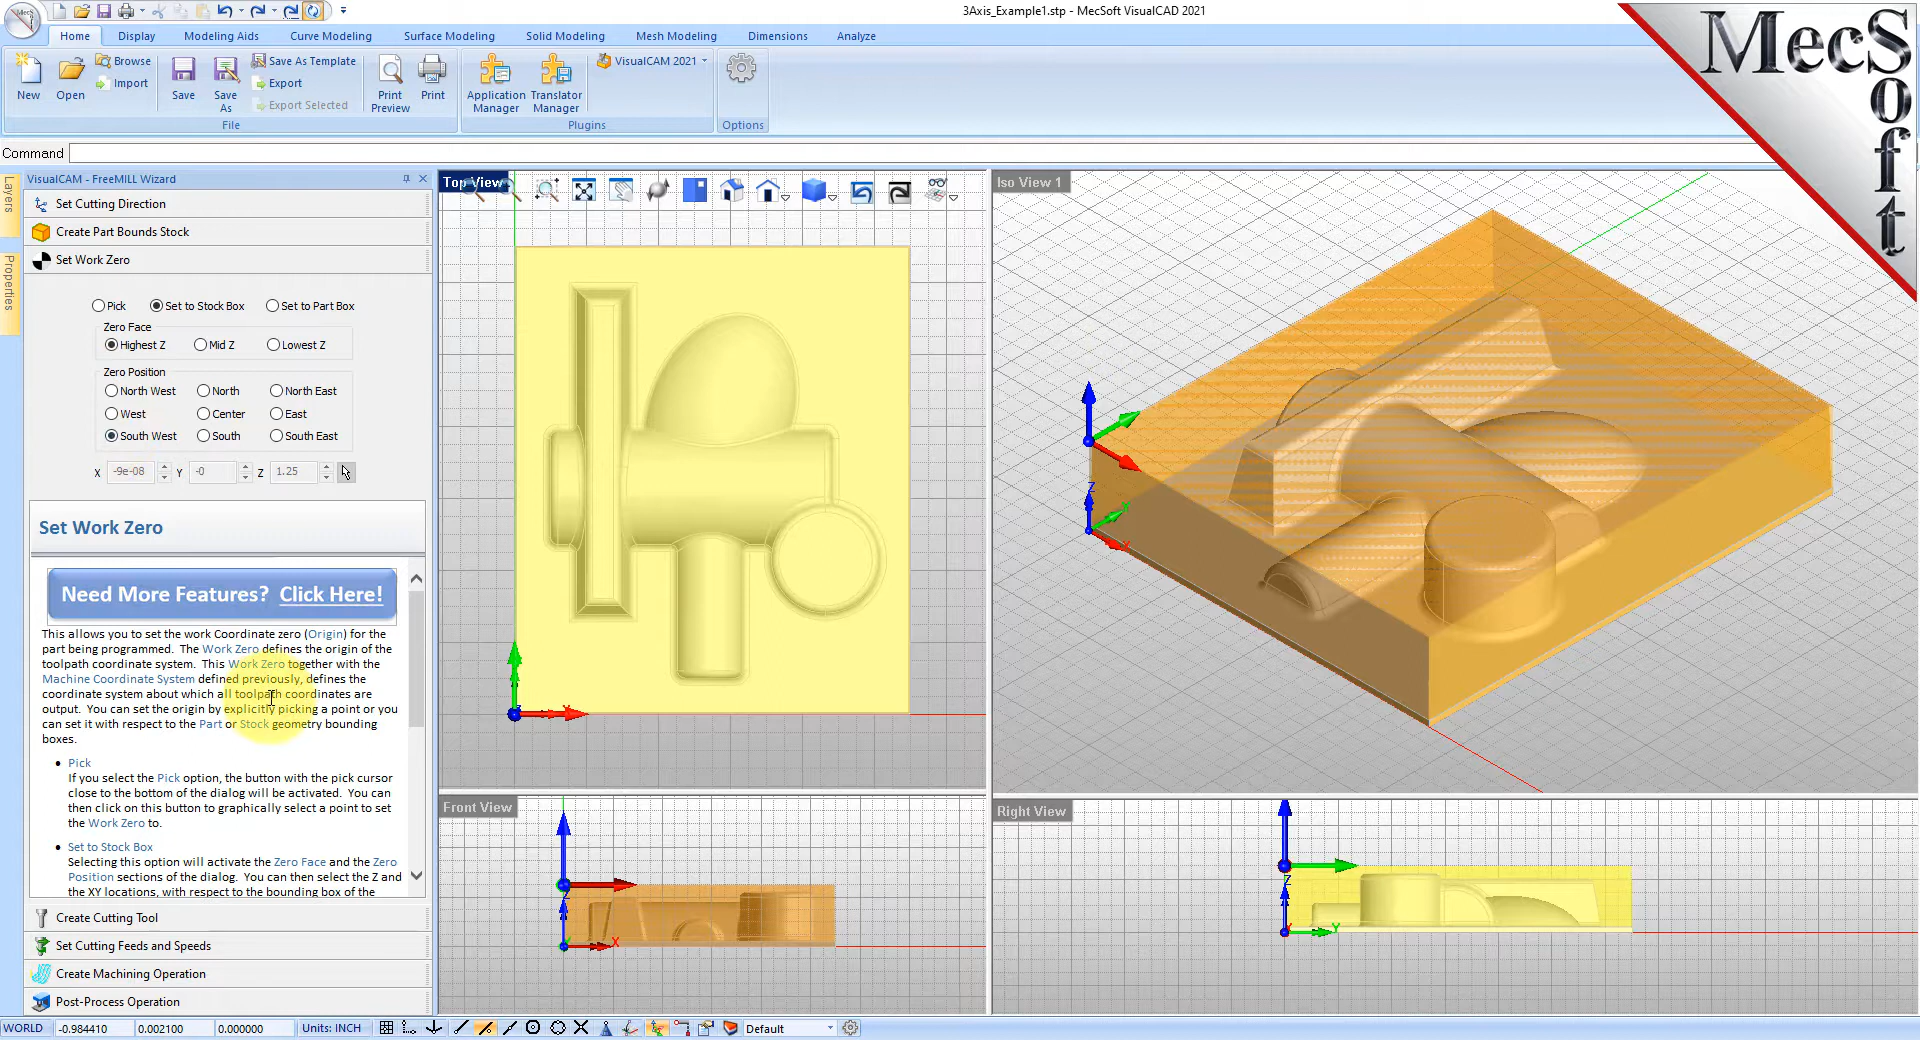 3Axis_Example1.stp - MecSoft VisualCAD 2021
Home Display Modeling Aids Curve Modeling Surface Modeling Solid Modeling Mesh Modeling Dimensions Analyze
New Open Browse Import Save Save As Save As Template Export Export Selected Print Preview Print Application Manager Translator Manager VisualCAM 2021
File Plugins Options
Command
MecSoft
VisualCAM - FreeMILL Wizard
Layers
Properties
Set Cutting Direction
Create Part Bounds Stock
Set Work Zero
Pick Set to Stock Box Set to Part Box
Zero Face
Highest Z Mid Z Lowest Z
Zero Position
North West North North East
West Center East
South West South South East
X -9e-08 Y -0 Z 1.25
Set Work Zero
Need More Features? Click Here!
This allows you to set the work Coordinate zero (Origin) for the
part being programmed. The Work Zero defines the origin of the
toolpath coordinate system. This Work Zero together with the
Machine Coordinate System defined previously, defines the
coordinate system about which all toolpath coordinates are
output. You can set the origin by explicitly picking a point or you
can set it with respect to the Part or Stock geometry bounding
boxes.
• Pick
If you select the Pick option, the button with the pick cursor
close to the bottom of the dialog will be activated. You can
then click on this button to graphically select a point to set
the Work Zero to.
• Set to Stock Box
Selecting this option will activate the Zero Face and the Zero
Position sections of the dialog. You can then select the Z and
the XY locations, with respect to the bounding box of the
Create Cutting Tool
Set Cutting Feeds and Speeds
Create Machining Operation
Post-Process Operation
Top View
Iso View 1
Z
Y
X
Front View
Z
X
Right View
Z
Y
WORLD -0.984410 0.002100 0.000000 Units: INCH Default